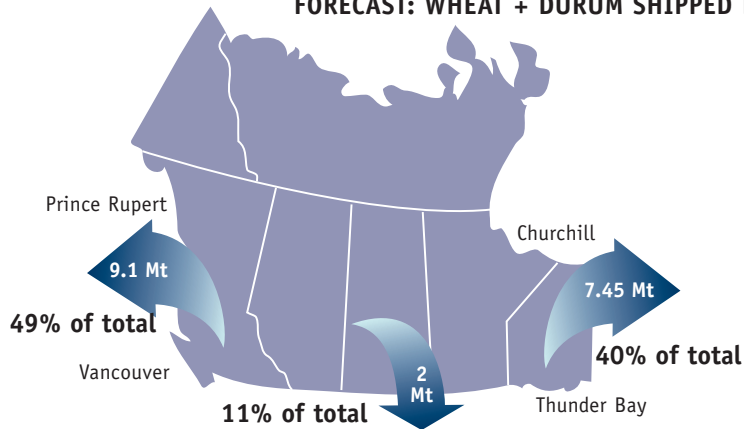 FORECAST: WHEAT + DURUM SHIPPED
Prince Rupert
Churchill
9.1 Mt
7.45 Mt
49% of total
40% of total
Vancouver
2
Mt
11% of total
Thunder Bay